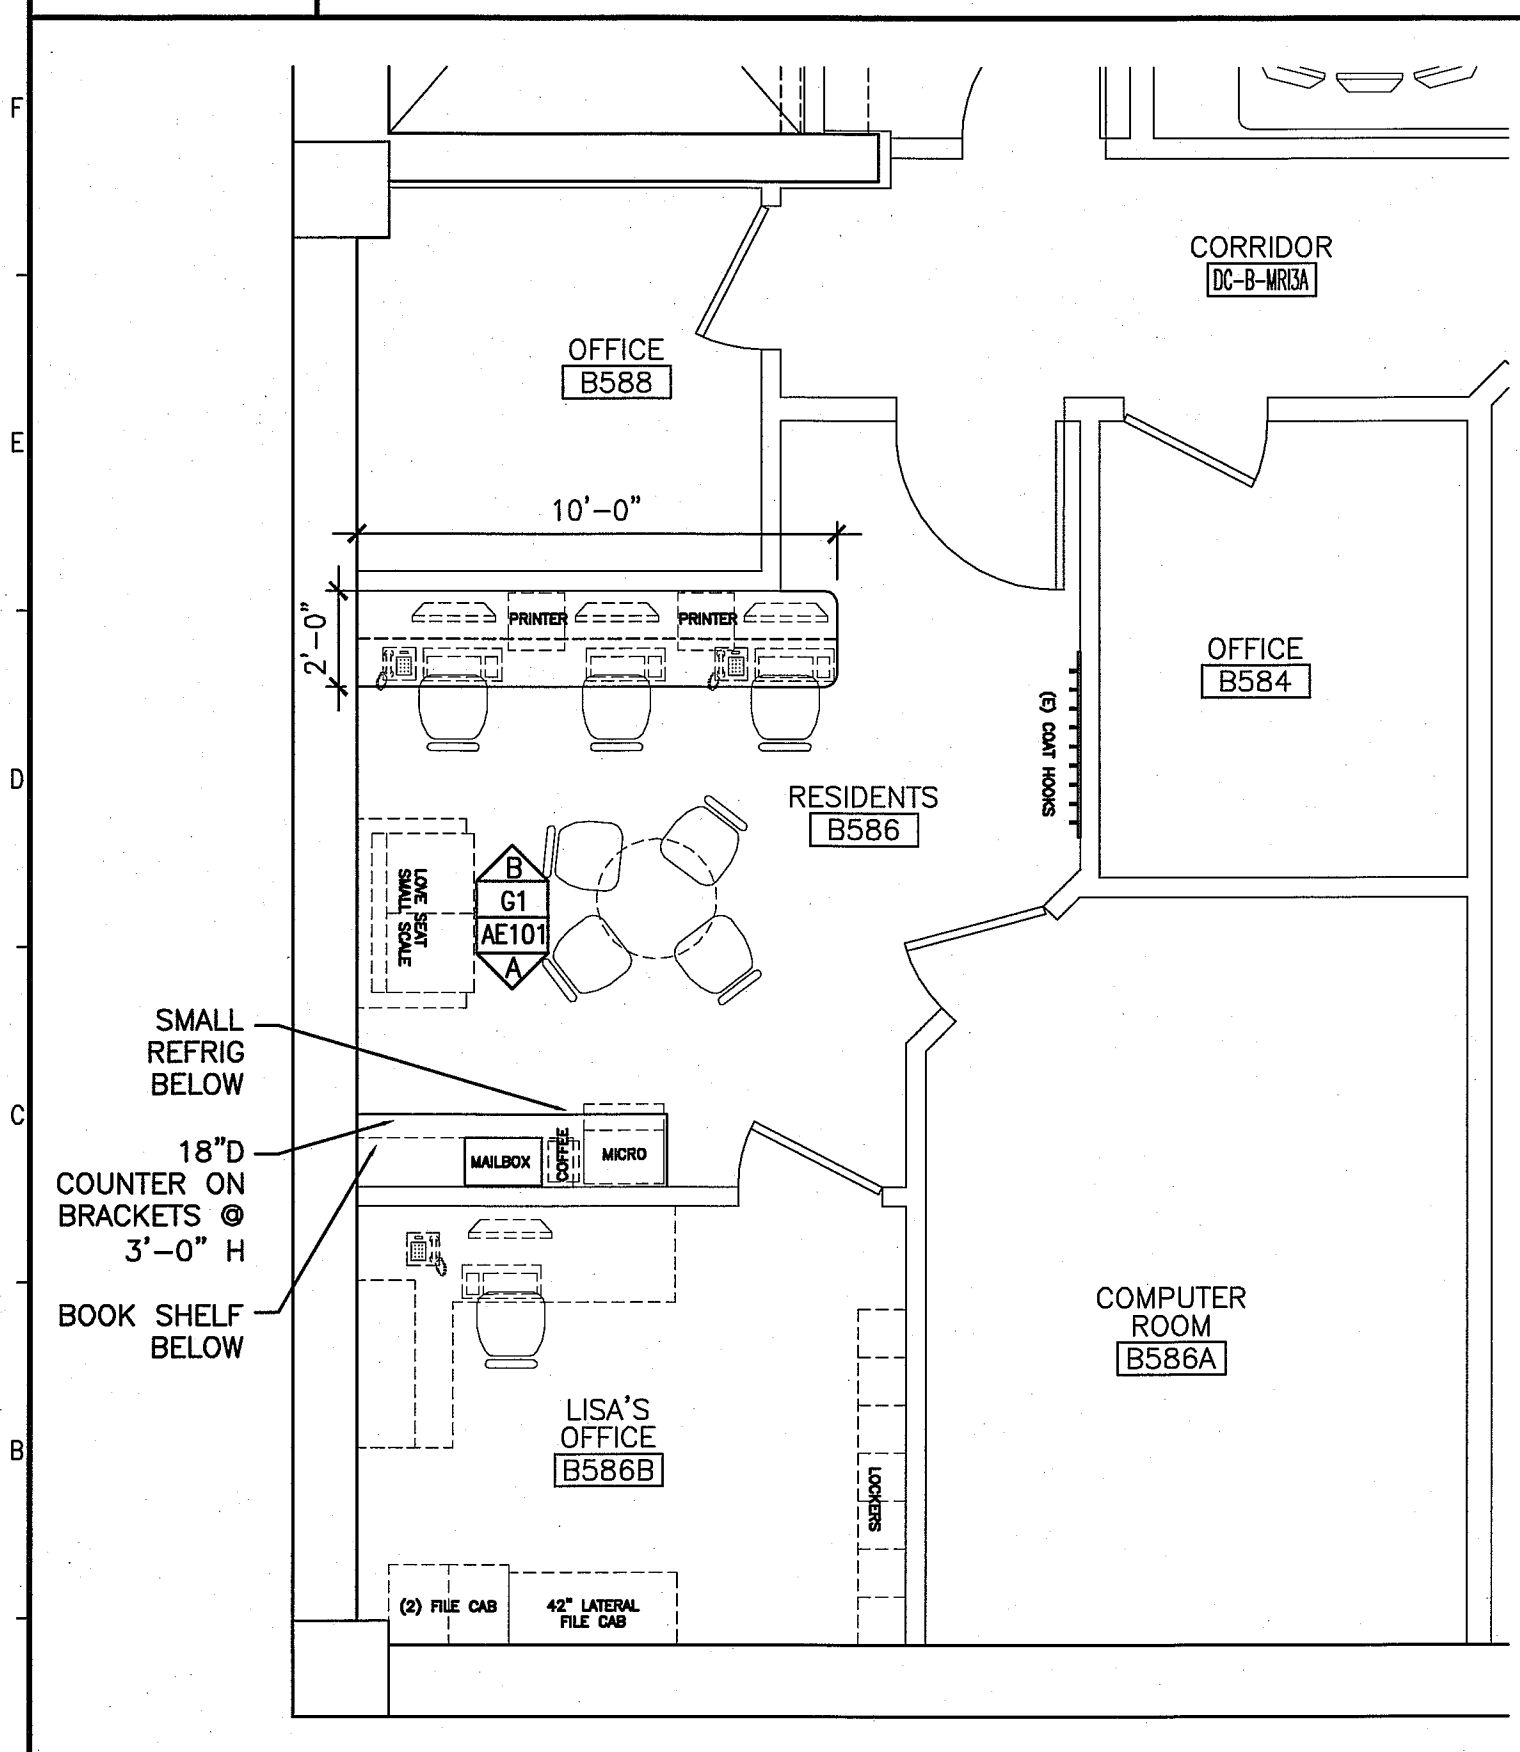 F
CORRIDOR
DC-B-MRI3A
OFFICE
B588
E
10'-0"
2'-0"
PRINTER
PRINTER
OFFICE
B584
(E) COAT HOOKS
D
RESIDENTS
B586
LOVE SEAT
SMALL SCALE
B
G1
AE101
A
SMALL
REFRIG
BELOW
C
18"D
COUNTER ON
BRACKETS @
3'-0" H
MAILBOX
COFFEE
MICRO
BOOK SHELF
BELOW
COMPUTER
ROOM
B586A
LISA'S
OFFICE
B586B
B
LOCKERS
(2) FILE CAB
42" LATERAL
FILE CAB